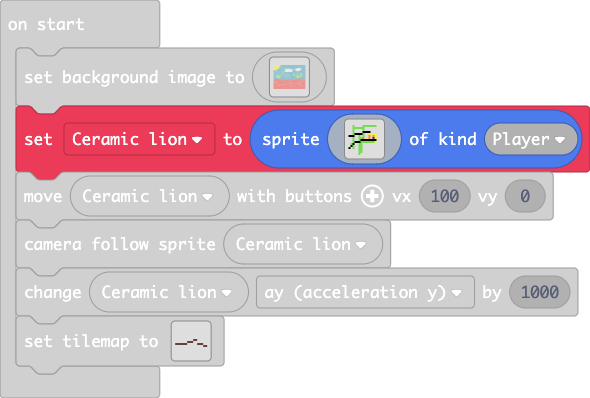 on start
set background image to
set Ceramic lion to sprite of kind Player
move Ceramic lion with buttons vx 100 vy 0
camera follow sprite Ceramic lion
change Ceramic lion ay (acceleration y) by 1000
set tilemap to